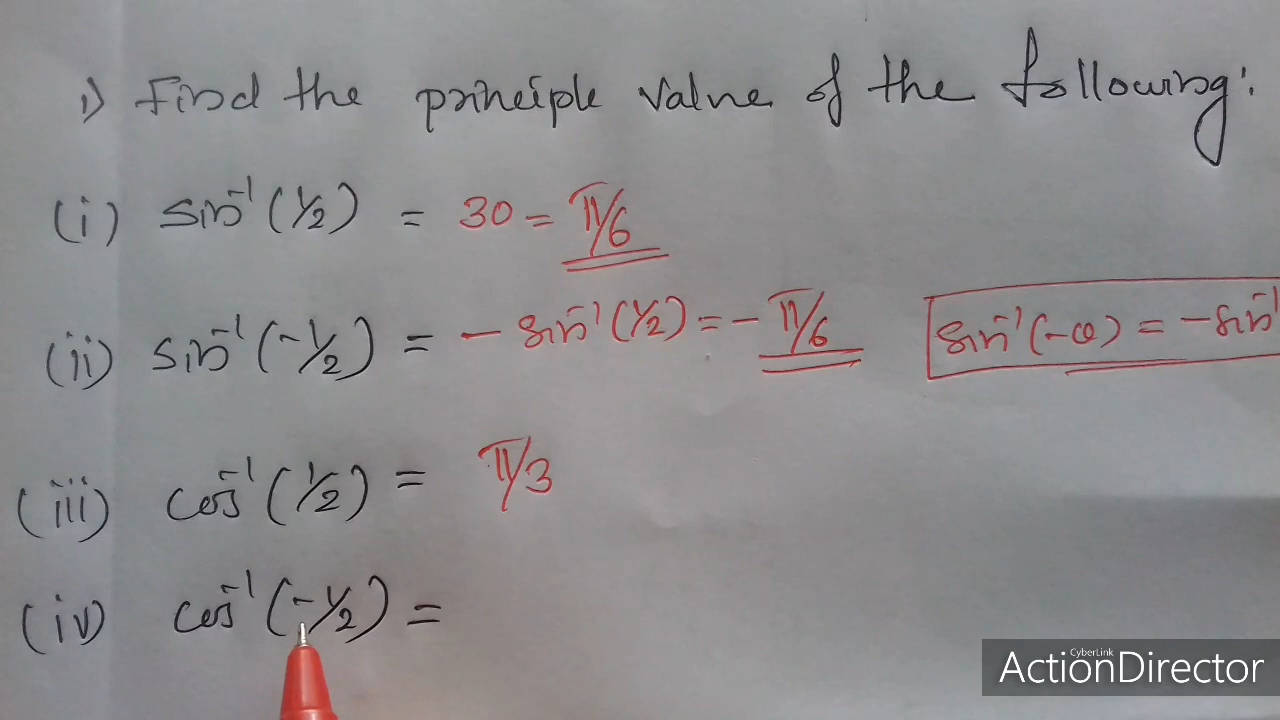 1) Find the principle value of the following:
(i) sin⁻¹(1/2) = 30 = π/6
(ii) sin⁻¹(-1/2) = - sin⁻¹(1/2) = - π/6 sin⁻¹(-θ) = -sin⁻¹
(iii) cos⁻¹(1/2) = π/3
(iv) cos⁻¹(-1/2) =
CyberLink
ActionDirector